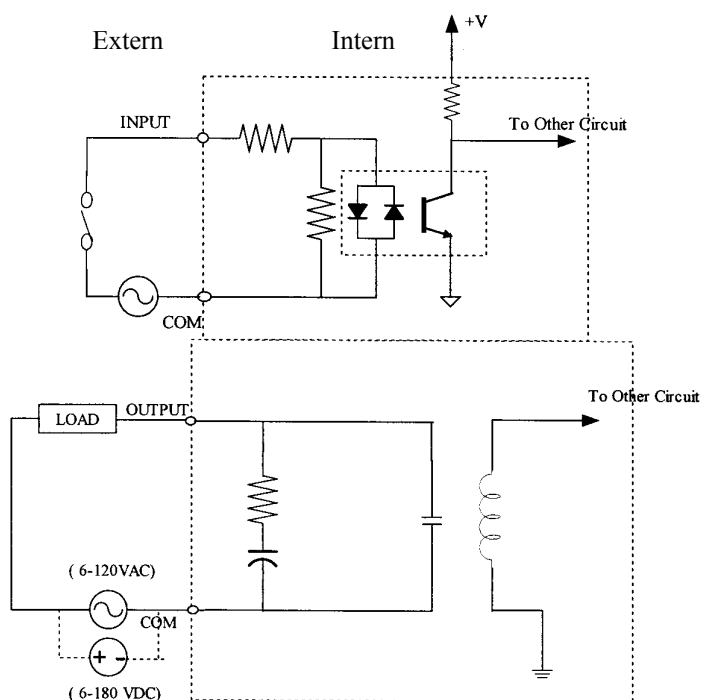 Extern
Intern
+V
INPUT
To Other Circuit
COM
LOAD
OUTPUT
To Other Circuit
( 6-120VAC)
COM
+ -
( 6-180 VDC)